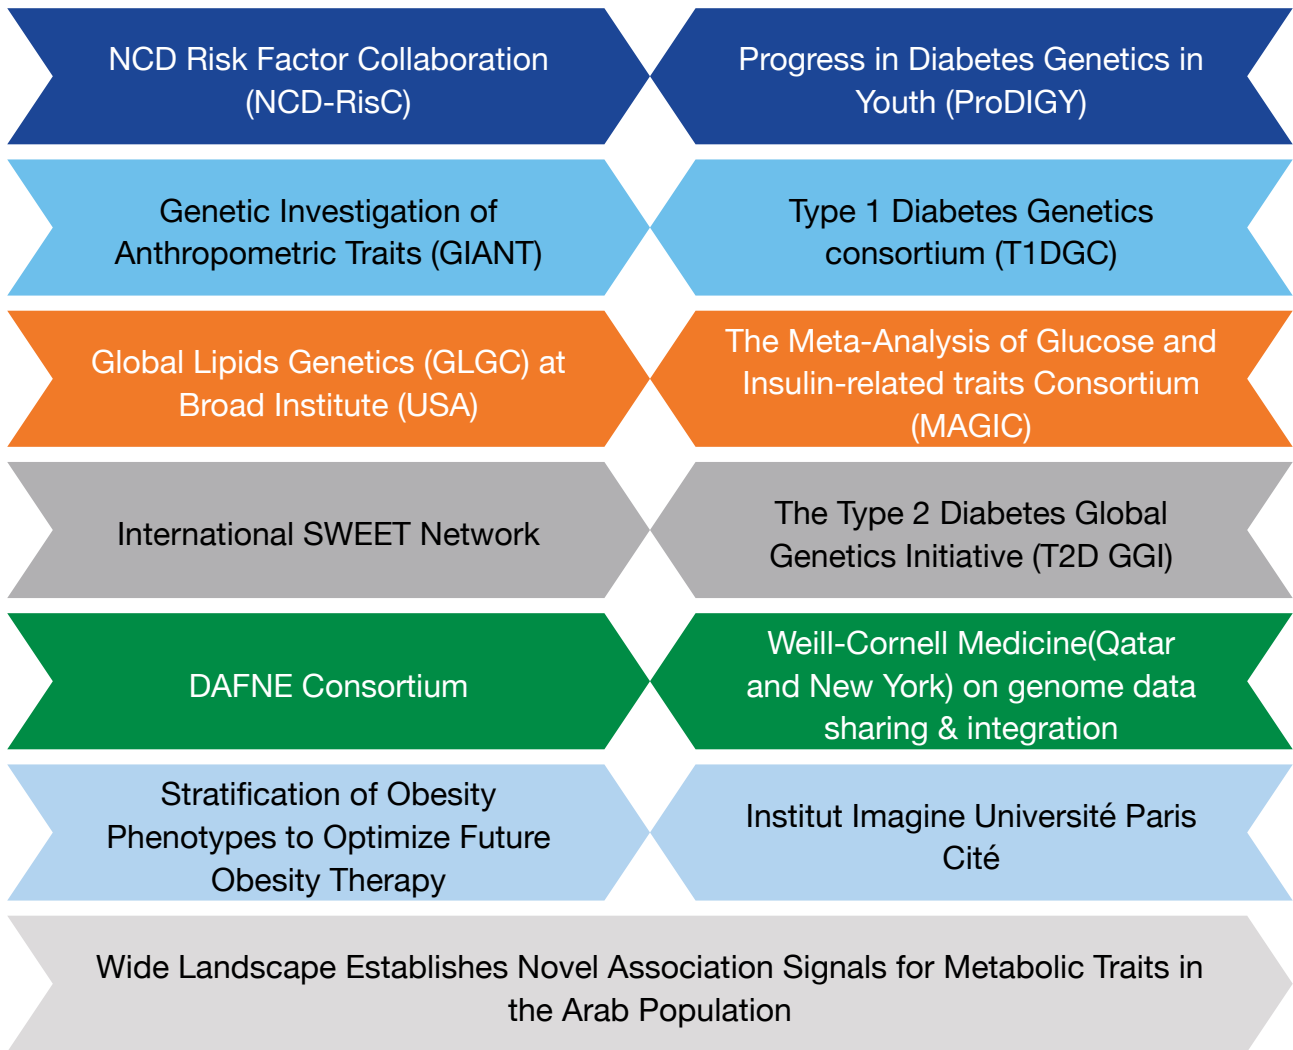 NCD Risk Factor Collaboration
(NCD-RisC)
Progress in Diabetes Genetics in
Youth (ProDIGY)
Genetic Investigation of
Anthropometric Traits (GIANT)
Type 1 Diabetes Genetics
consortium (T1DGC)
Global Lipids Genetics (GLGC) at
Broad Institute (USA)
The Meta-Analysis of Glucose and
Insulin-related traits Consortium
(MAGIC)
International SWEET Network
The Type 2 Diabetes Global
Genetics Initiative (T2D GGI)
DAFNE Consortium
Weill-Cornell Medicine(Qatar
and New York) on genome data
sharing & integration
Stratification of Obesity
Phenotypes to Optimize Future
Obesity Therapy
Institut Imagine Université Paris
Cité
Wide Landscape Establishes Novel Association Signals for Metabolic Traits in
the Arab Population